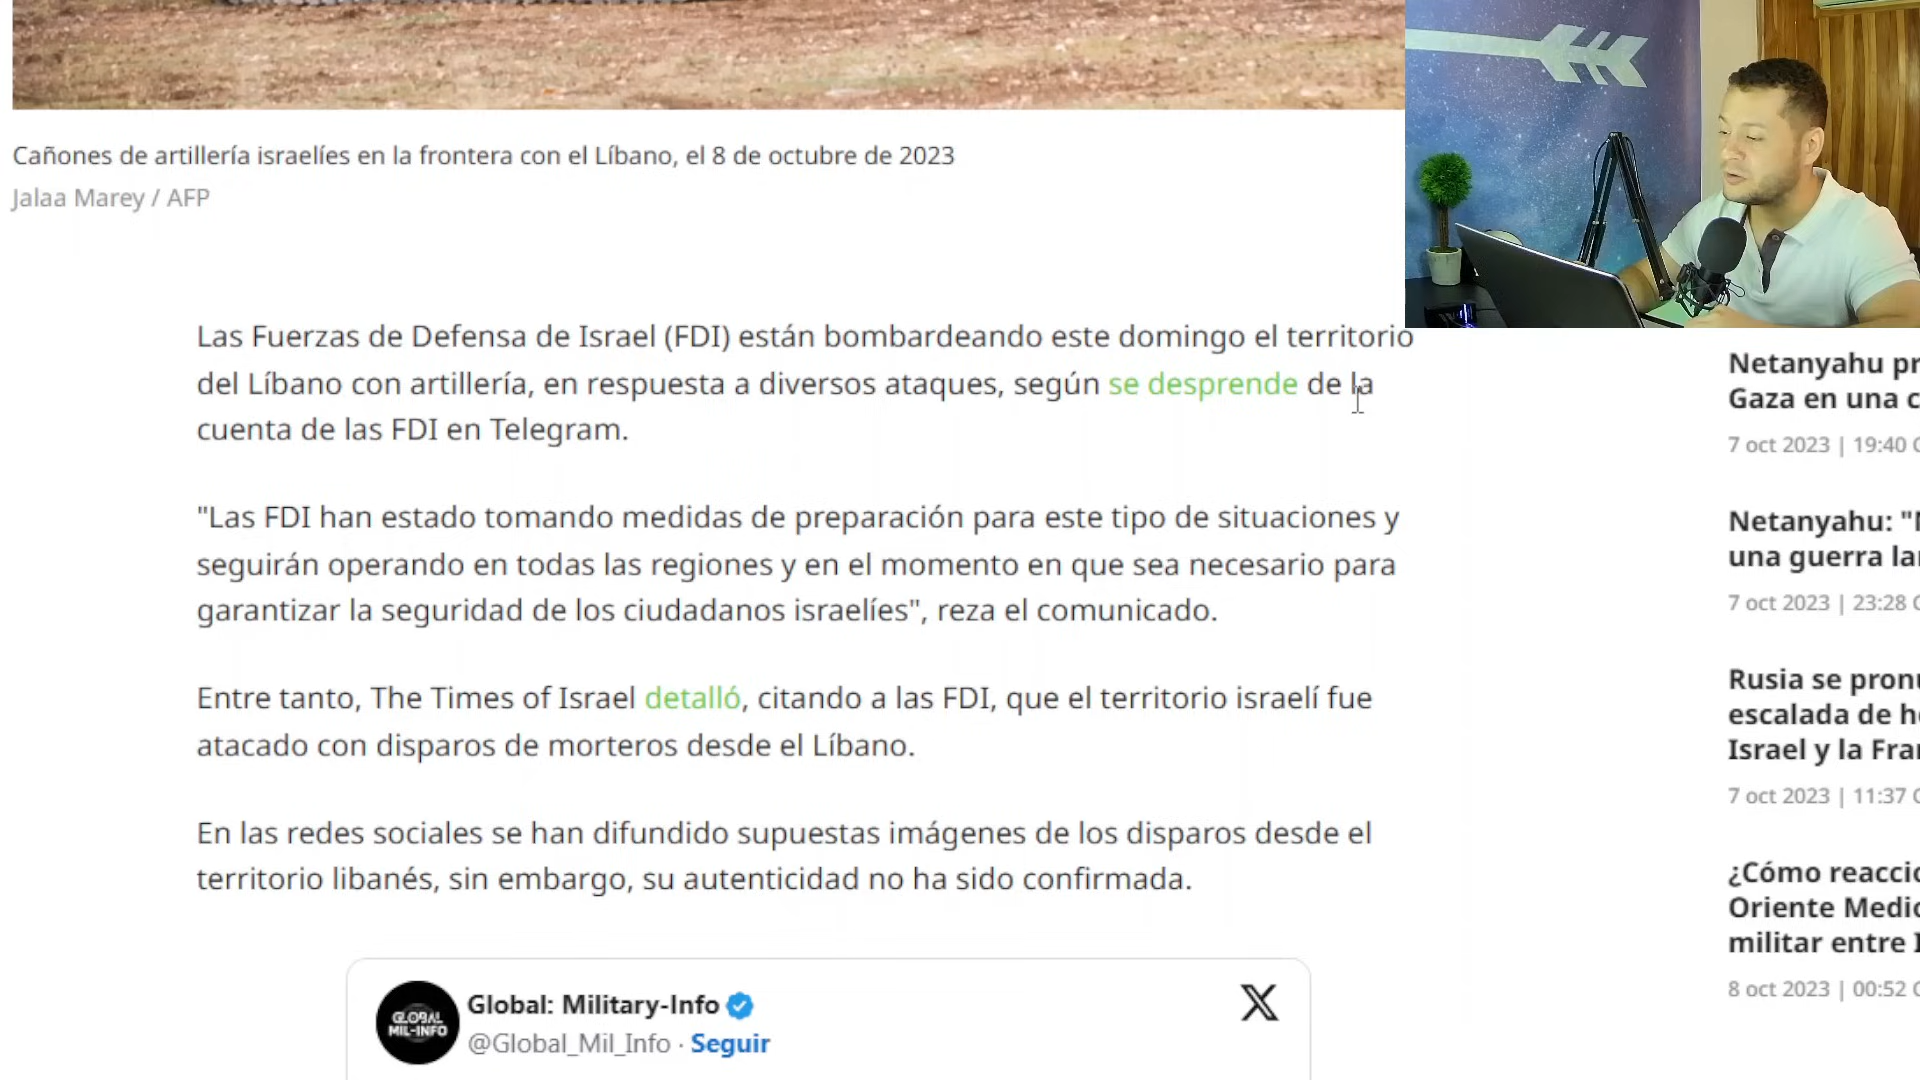 Cañones de artillería israelíes en la frontera con el Líbano, el 8 de octubre de 2023
Jalaa Marey / AFP
Las Fuerzas de Defensa de Israel (FDI) están bombardeando este domingo el territorio
del Líbano con artillería, en respuesta a diversos ataques, según se desprende de la
cuenta de las FDI en Telegram.
"Las FDI han estado tomando medidas de preparación para este tipo de situaciones y
seguirán operando en todas las regiones y en el momento en que sea necesario para
garantizar la seguridad de los ciudadanos israelíes", reza el comunicado.
Entre tanto, The Times of Israel detalló, citando a las FDI, que el territorio israelí fue
atacado con disparos de morteros desde el Líbano.
En las redes sociales se han difundido supuestas imágenes de los disparos desde el
territorio libanés, sin embargo, su autenticidad no ha sido confirmada.
GLOBAL
MIL-INFO
Global: Military-Info
@Global_Mil_Info · Seguir
Netanyahu pr
Gaza en una c
7 oct 2023 | 19:40
Netanyahu: "
una guerra la
7 oct 2023 | 23:28
Rusia se pron
escalada de h
Israel y la Fra
7 oct 2023 | 11:37
¿Cómo reacci
Oriente Medi
militar entre
8 oct 2023 | 00:52